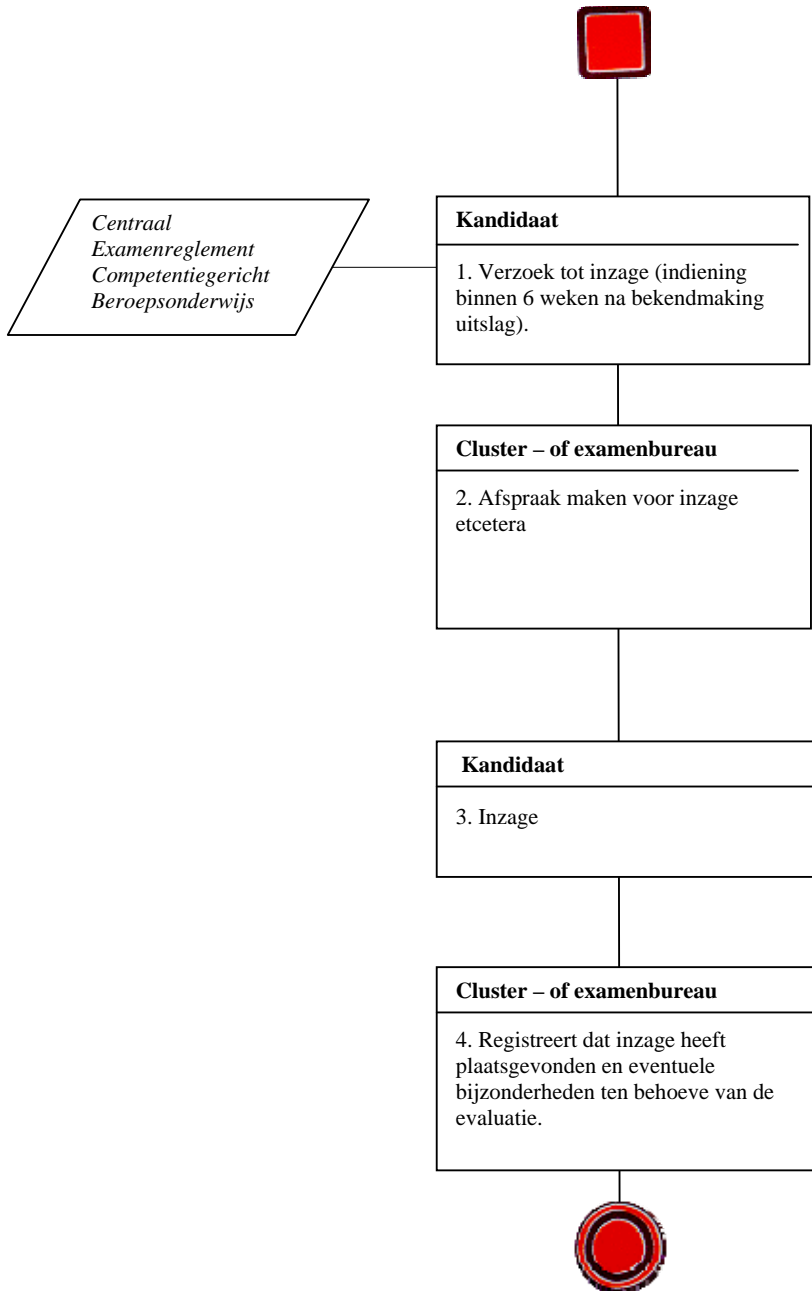 Centraal
Examenreglement
Competentiegericht
Beroepsonderwijs
Kandidaat
1. Verzoek tot inzage (indiening
binnen 6 weken na bekendmaking
uitslag).
Cluster – of examenbureau
2. Afspraak maken voor inzage
etcetera
Kandidaat
3. Inzage
Cluster – of examenbureau
4. Registreert dat inzage heeft
plaatsgevonden en eventuele
bijzonderheden ten behoeve van de
evaluatie.